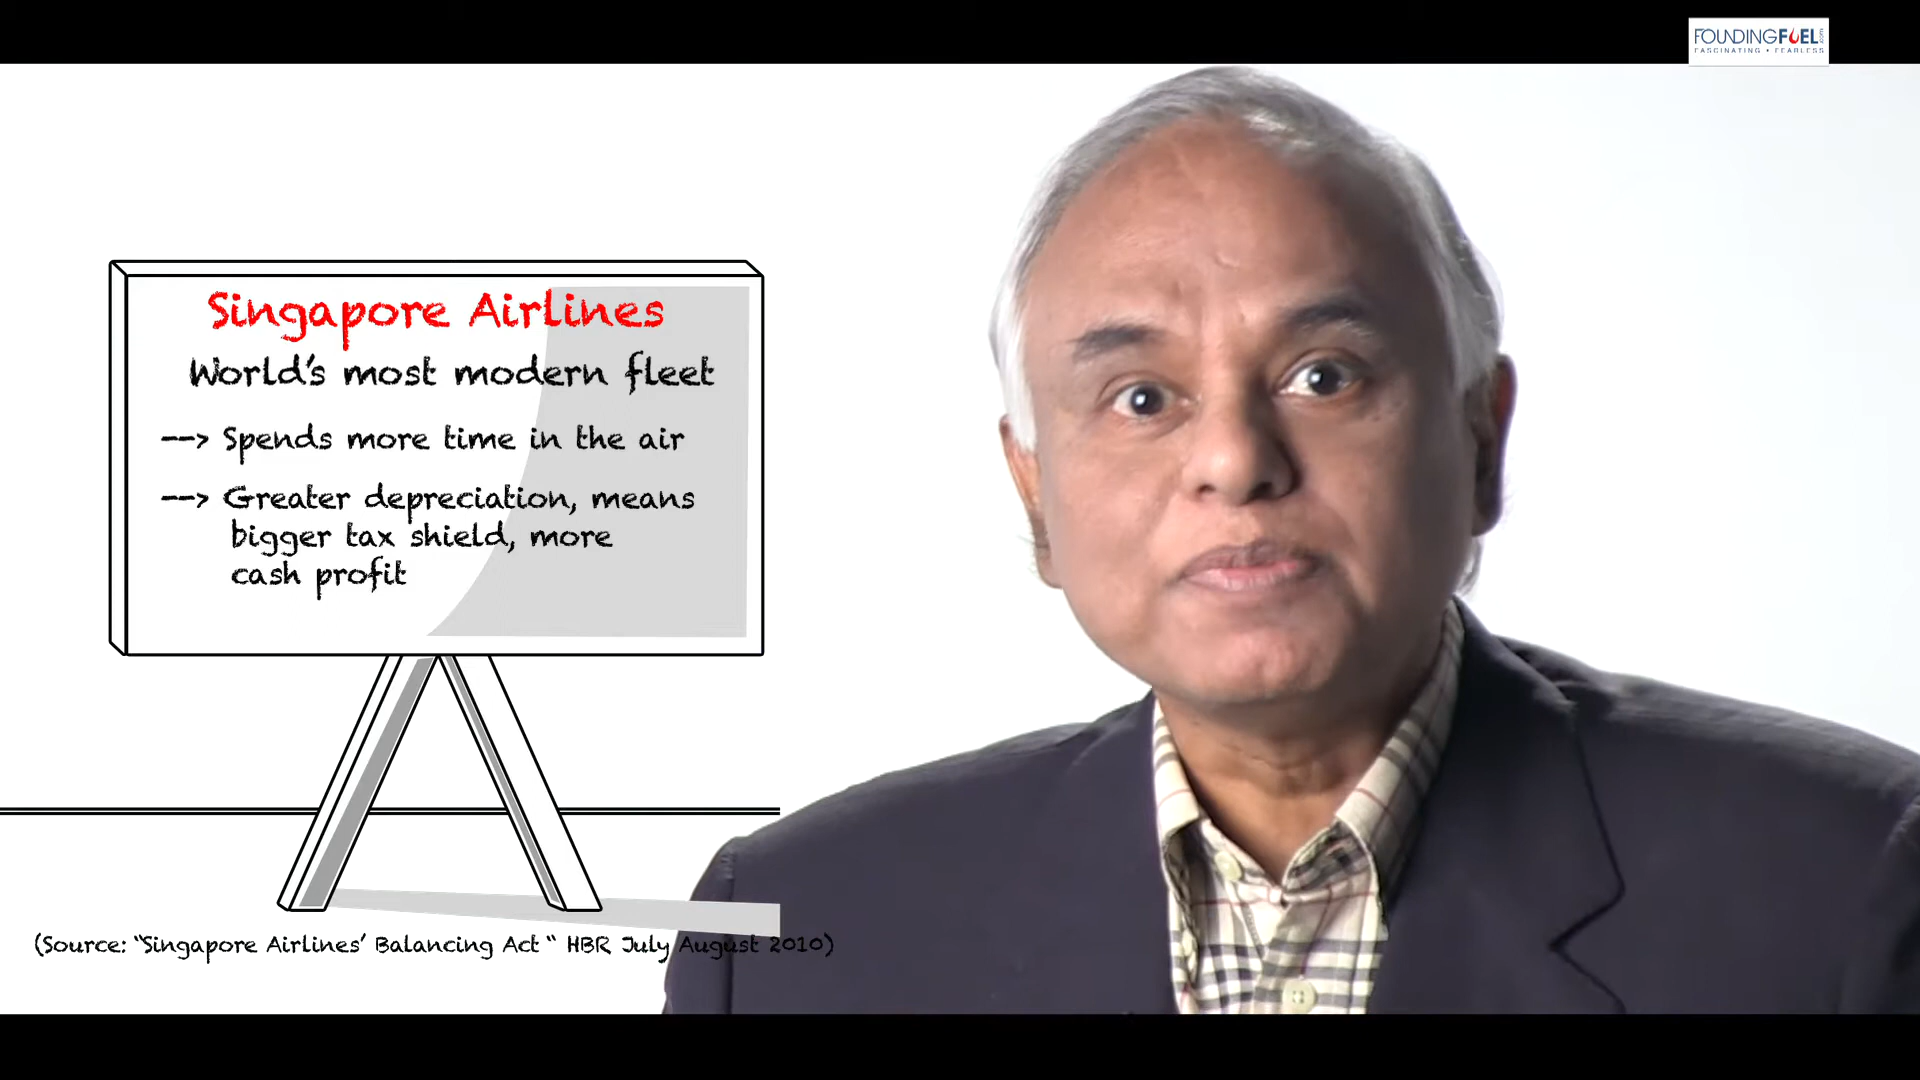 FOUNDINGFUEL.com
FASCINATING • FEARLESS
Singapore Airlines
World's most modern fleet
--> Spends more time in the air
--> Greater depreciation, means
bigger tax shield, more
cash profit
(Source: "Singapore Airlines' Balancing Act " HBR July August 2010)